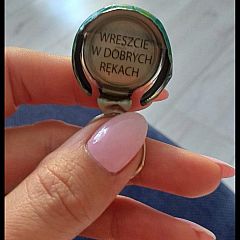 WRESZCIE
W DOBRYCH
RĘKACH